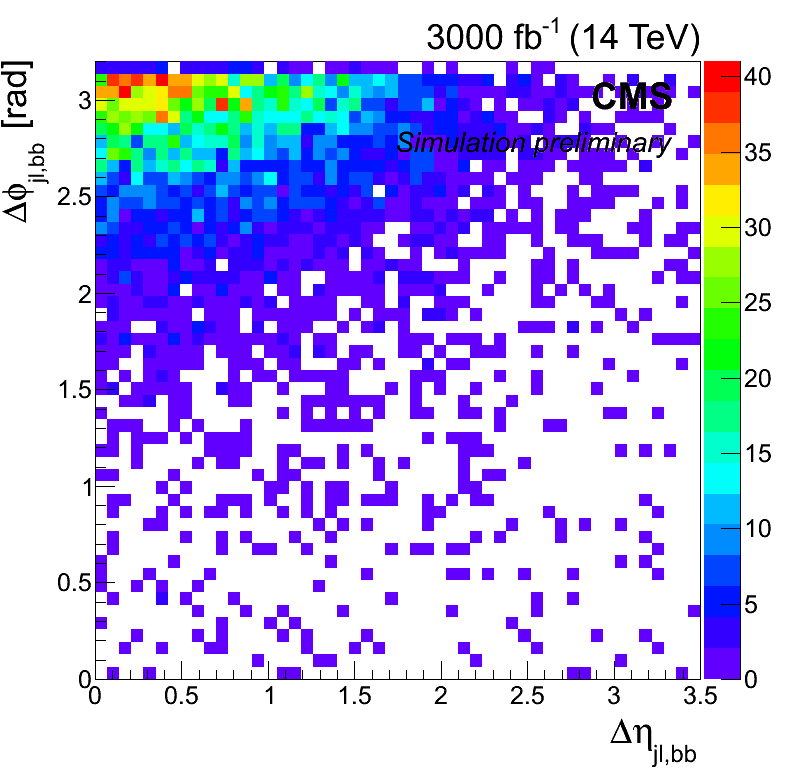 3000 fb⁻¹ (14 TeV)
CMS
Simulation preliminary
Δϕjl,bb [rad]
3
2.5
2
1.5
1
0.5
0
0 0.5 1 1.5 2 2.5 3 3.5
Δηjl,bb
40
35
30
25
20
15
10
5
0